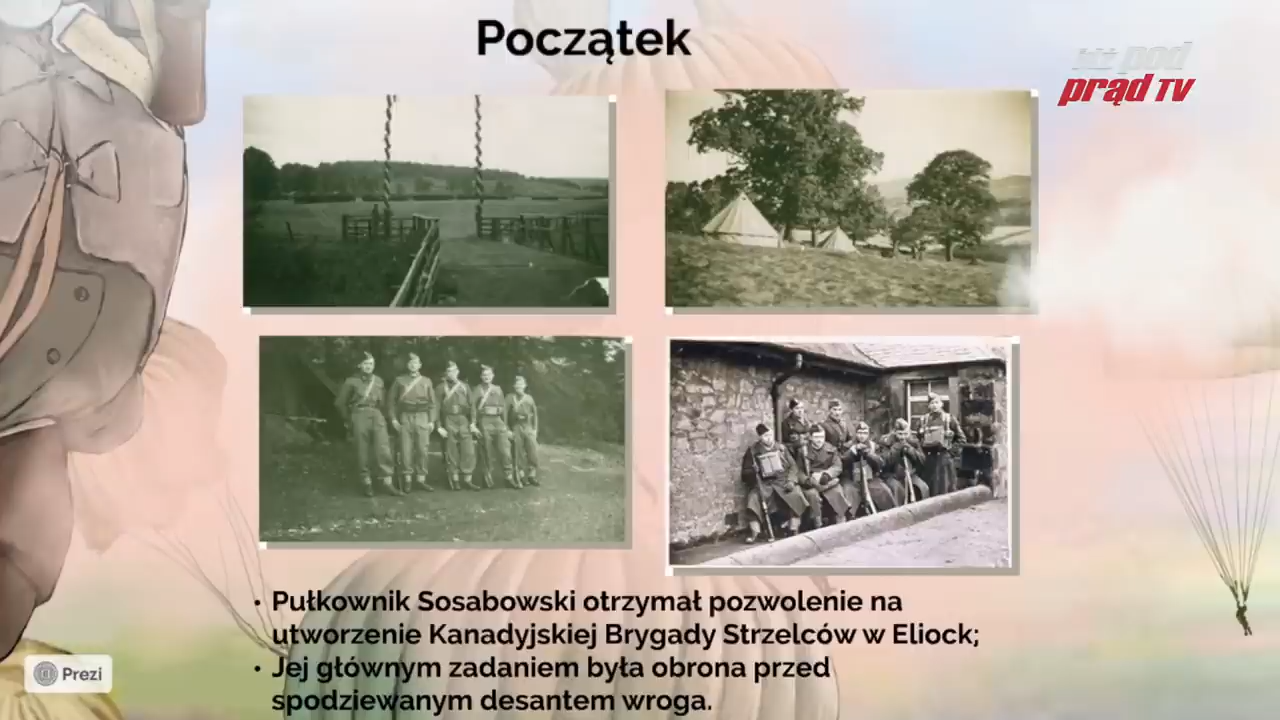 Początek
iść pod
prąd TV
• Pułkownik Sosabowski otrzymał pozwolenie na
utworzenie Kanadyjskiej Brygady Strzelców w Eliock;
• Jej głównym zadaniem była obrona przed
spodziewanym desantem wroga.
Prezi